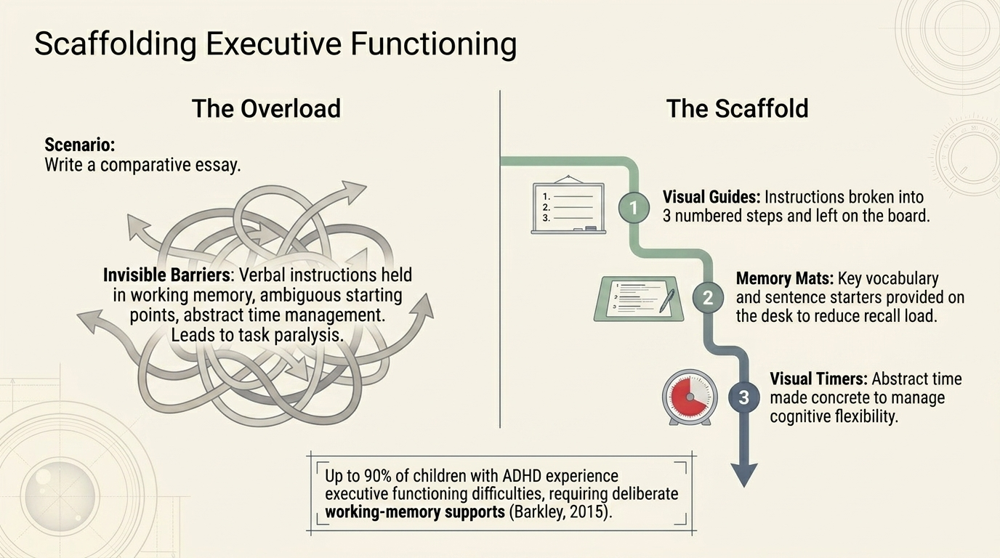 Scaffolding Executive Functioning
The Overload
Scenario:
Write a comparative essay.
Invisible Barriers: Verbal instructions held
in working memory, ambiguous starting
points, abstract time management.
Leads to task paralysis.
The Scaffold
1.
2.
3.
1
Visual Guides: Instructions broken into
3 numbered steps and left on the board.
1
2
3
2
Memory Mats: Key vocabulary
and sentence starters provided on
the desk to reduce recall load.
3
Visual Timers: Abstract time
made concrete to manage
cognitive flexibility.
Up to 90% of children with ADHD experience
executive functioning difficulties, requiring deliberate
working-memory supports (Barkley, 2015).